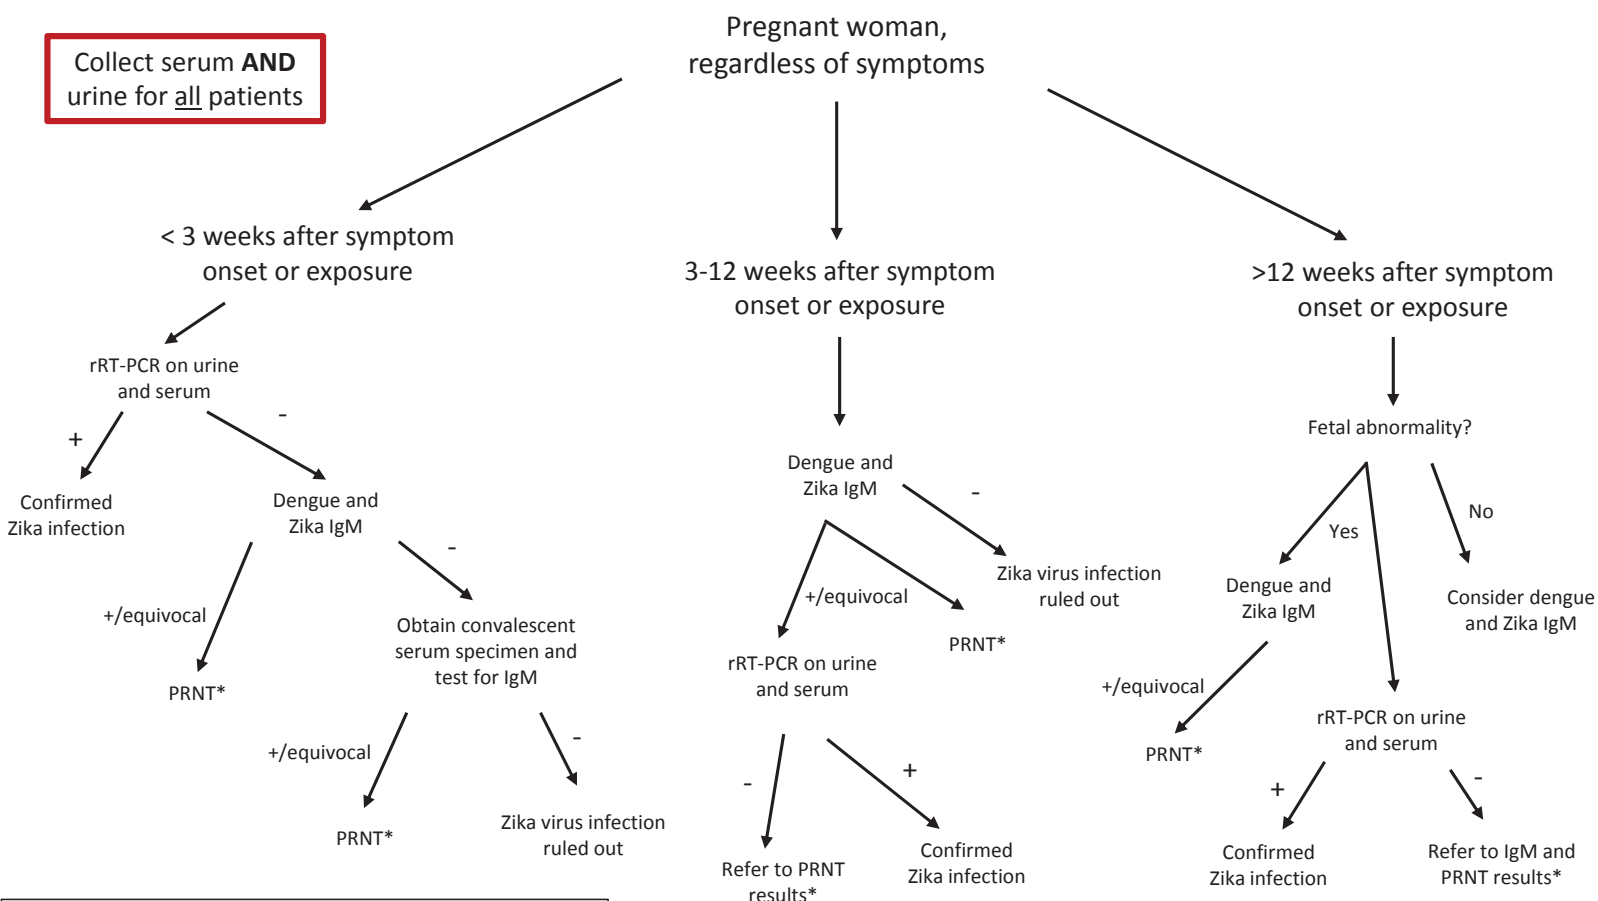 Pregnant woman,
regardless of symptoms
Collect serum AND
urine for all patients
< 3 weeks after symptom
onset or exposure
rRT-PCR on urine
and serum
+
-
Confirmed
Zika infection
Dengue and
Zika IgM
+/equivocal
-
PRNT*
Obtain convalescent
serum specimen and
test for IgM
+/equivocal
-
PRNT*
Zika virus infection
ruled out
3-12 weeks after symptom
onset or exposure
Dengue and
Zika IgM
-
+/equivocal
Zika virus infection
ruled out
PRNT*
rRT-PCR on urine
and serum
-
+
Refer to PRNT
results*
Confirmed
Zika infection
>12 weeks after symptom
onset or exposure
Fetal abnormality?
Yes
No
Dengue and
Zika IgM
Consider dengue
and Zika IgM
+/equivocal
PRNT*
rRT-PCR on urine
and serum
+
-
Confirmed
Zika infection
Refer to IgM and
PRNT results*